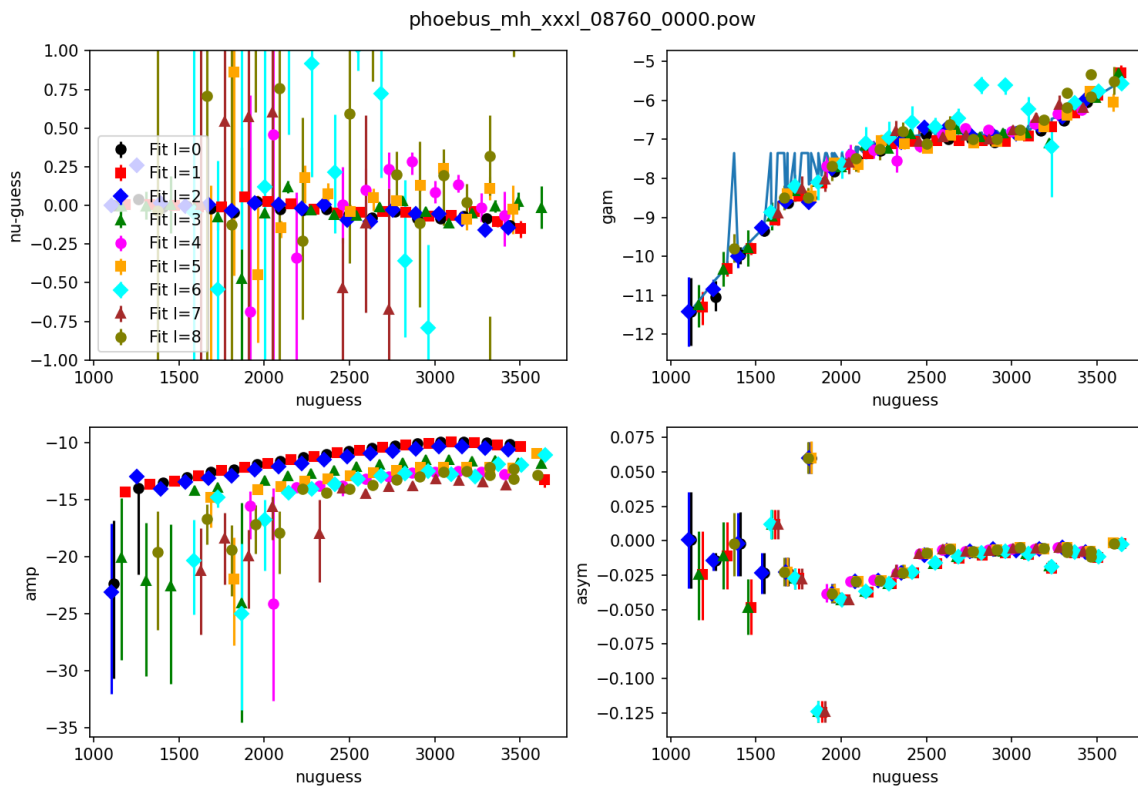 phoebus_mh_xxxl_08760_0000.pow
nu-guess
1.00
0.75
0.50
0.25
0.00
−0.25
−0.50
−0.75
−1.00
Fit l=0
Fit l=1
Fit l=2
Fit l=3
Fit l=4
Fit l=5
Fit l=6
Fit l=7
Fit l=8
1000 1500 2000 2500 3000 3500
nuguess
gam
−5
−6
−7
−8
−9
−10
−11
−12
1000 1500 2000 2500 3000 3500
nuguess
amp
−10
−15
−20
−25
−30
−35
1000 1500 2000 2500 3000 3500
nuguess
asym
0.075
0.050
0.025
0.000
−0.025
−0.050
−0.075
−0.100
−0.125
1000 1500 2000 2500 3000 3500
nuguess